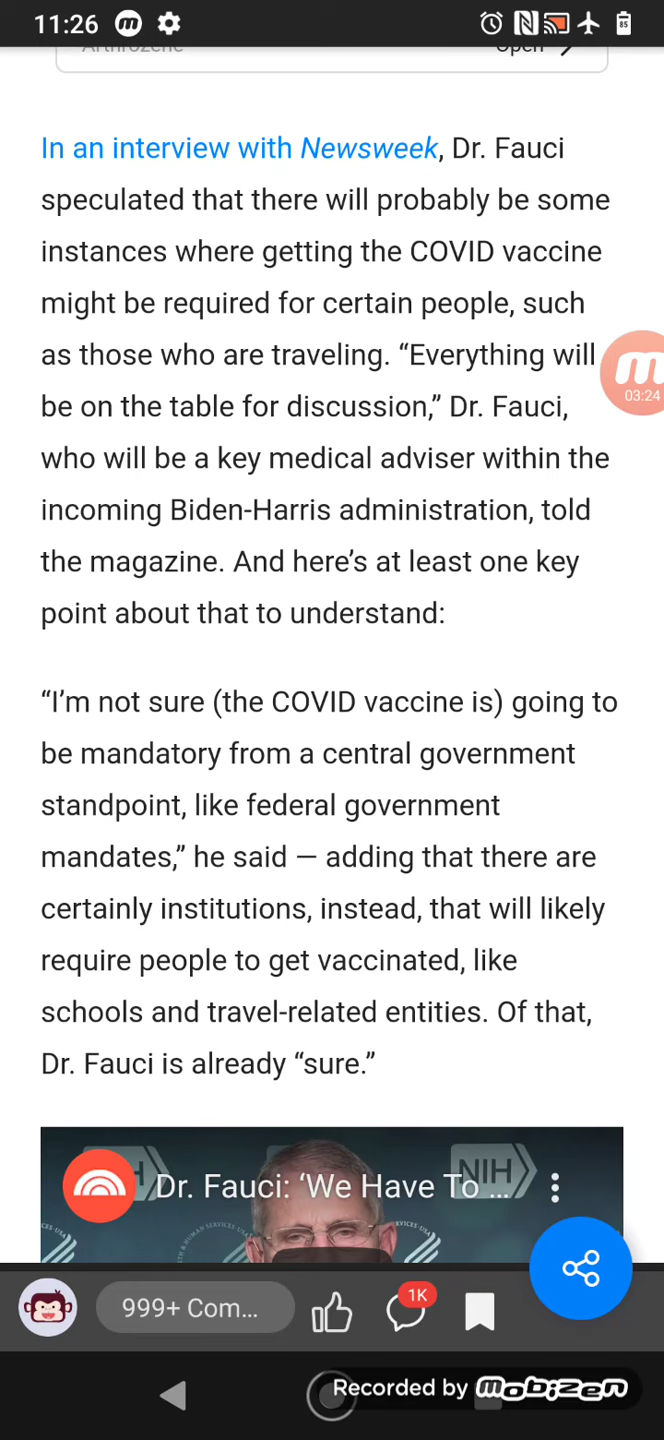 11:26
85
Arthrozene
Open
In an interview with Newsweek, Dr. Fauci
speculated that there will probably be some
instances where getting the COVID vaccine
might be required for certain people, such
as those who are traveling. “Everything will
be on the table for discussion,” Dr. Fauci,
who will be a key medical adviser within the
incoming Biden-Harris administration, told
the magazine. And here’s at least one key
point about that to understand:
m
03:24
“I’m not sure (the COVID vaccine is) going to
be mandatory from a central government
standpoint, like federal government
mandates,” he said — adding that there are
certainly institutions, instead, that will likely
require people to get vaccinated, like
schools and travel-related entities. Of that,
Dr. Fauci is already “sure.”
NIH
Dr. Fauci: ‘We Have To ...
999+ Com...
1K
Recorded by mobizen